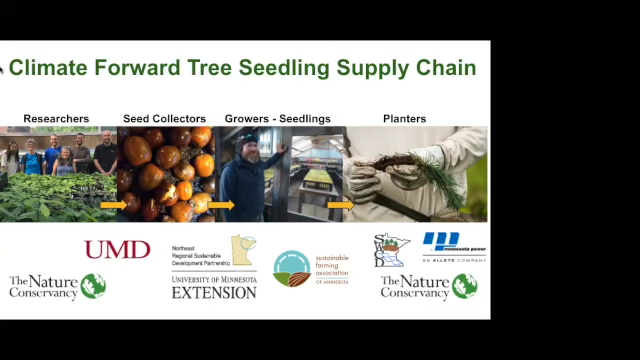 Climate Forward Tree Seedling Supply Chain
Researchers
Seed Collectors
Growers - Seedlings
Planters
UMD
The Nature
Conservancy
Northeast
Regional Sustainable
Development Partnership
UNIVERSITY OF MINNESOTA
EXTENSION
sustainable
farming
association
OF MINNESOTA
SWCD
minnesota power
AN ALLETE COMPANY
The Nature
Conservancy